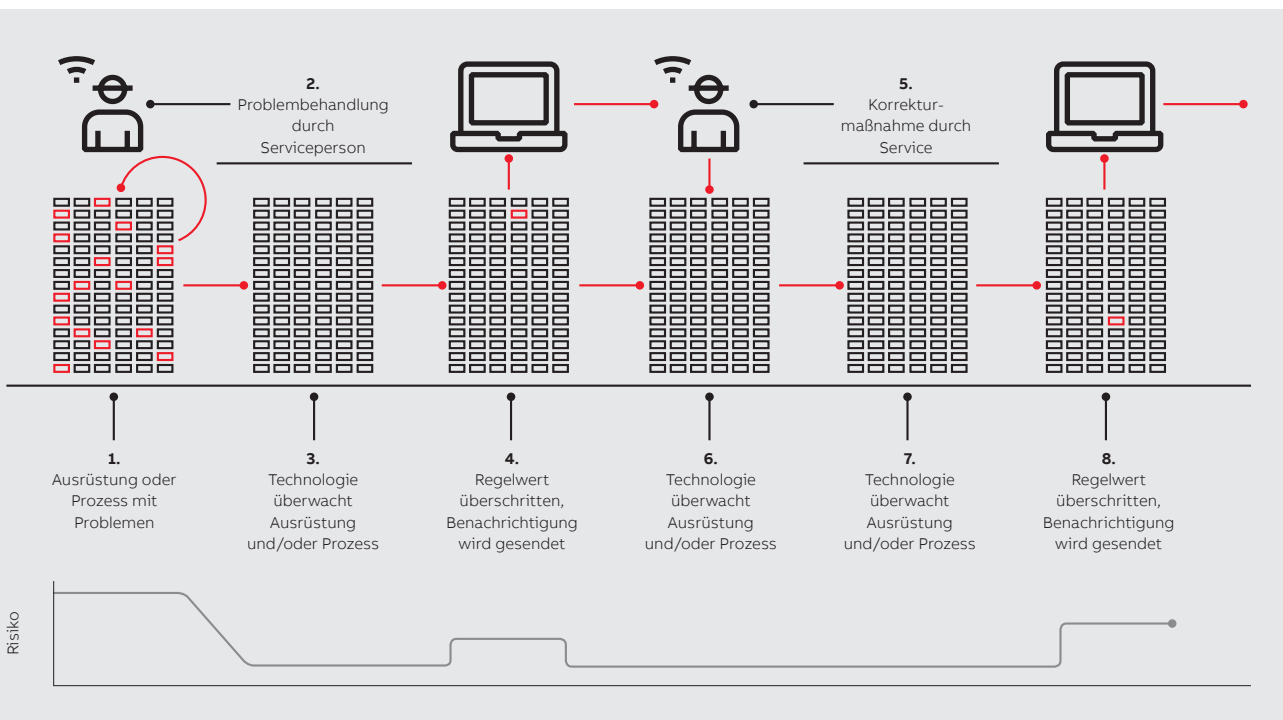 2.
Problembehandlung
durch
Serviceperson
5.
Korrektur-
maßnahme durch
Service
1.
Ausrüstung oder
Prozess mit
Problemen
3.
Technologie
überwacht
Ausrüstung
und/oder Prozess
4.
Regelwert
überschritten,
Benachrichtigung
wird gesendet
6.
Technologie
überwacht
Ausrüstung
und/oder Prozess
7.
Technologie
überwacht
Ausrüstung
und/oder Prozess
8.
Regelwert
überschritten,
Benachrichtigung
wird gesendet
Risiko